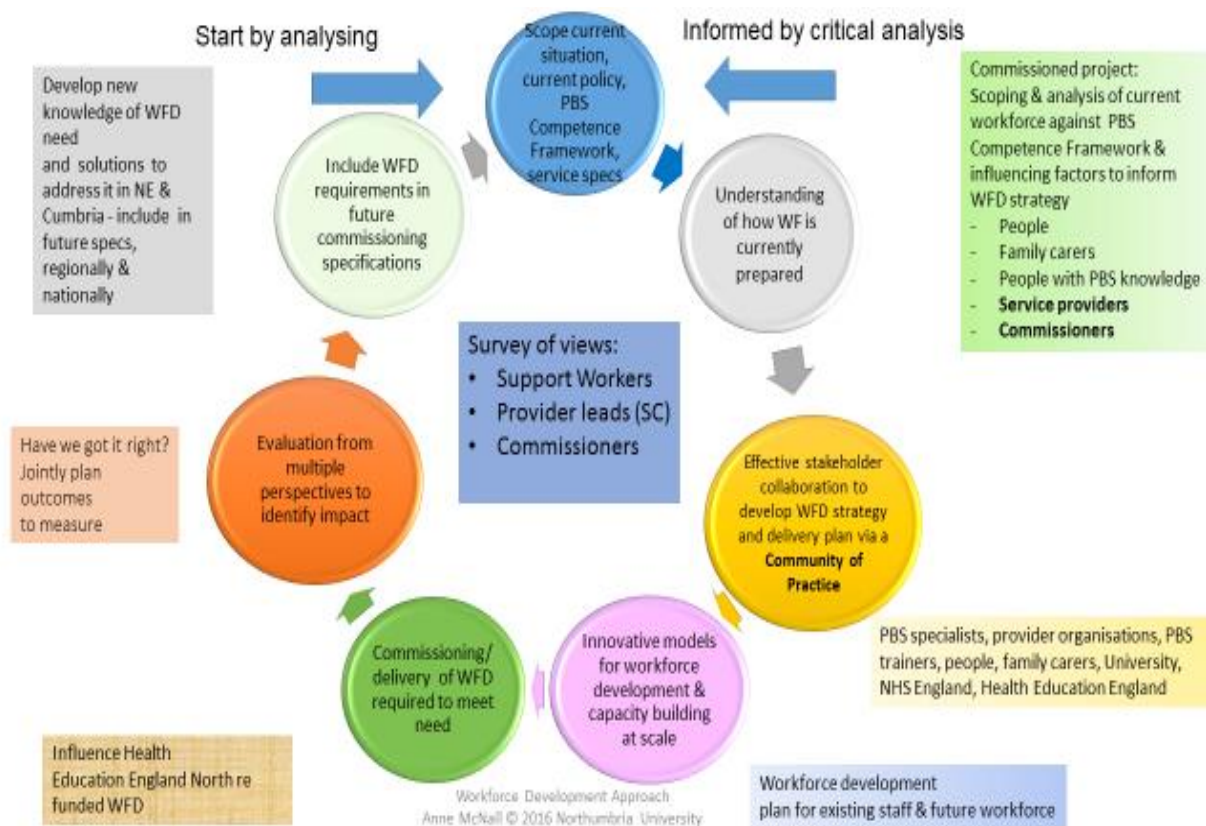 Start by analysing
Informed by critical analysis
Scope current
situation,
current policy,
PBS
Competence
Framework,
service specs
Understanding
of how WF is
currently
prepared
Effective stakeholder
collaboration to
develop WFD strategy
and delivery plan via a
Community of
Practice
Innovative models
for workforce
development &
capacity building
at scale
Commissioning/
delivery of WFD
required to meet
need
Evaluation from
multiple
perspectives to
identify impact
Include WFD
requirements in
future
commissioning
specifications
Develop new
knowledge of WFD
need
and solutions to
address it in NE &
Cumbria - include in
future specs,
regionally &
nationally
Commissioned project:
Scoping & analysis of current
workforce against PBS
Competence Framework &
influencing factors to inform
WFD strategy
- People
- Family carers
- People with PBS knowledge
- Service providers
- Commissioners
Survey of views:
• Support Workers
• Provider leads (SC)
• Commissioners
Have we got it right?
Jointly plan
outcomes
to measure
PBS specialists, provider organisations, PBS
trainers, people, family carers, University,
NHS England, Health Education England
Influence Health
Education England North re
funded WFD
Workforce development
plan for existing staff & future workforce
Workforce Development Approach
Anne McNall © 2016 Northumbria University